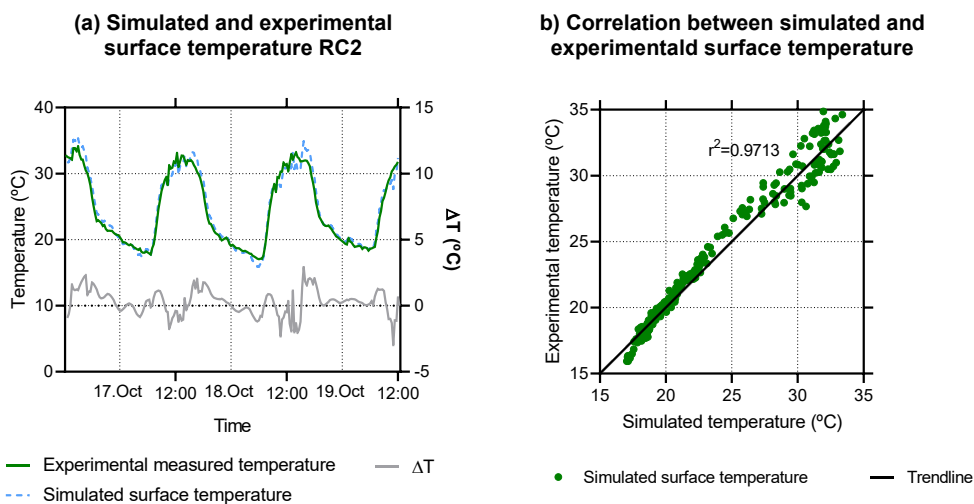 (a) Simulated and experimental
surface temperature RC2
40
30
20
10
0
Temperature (ºC)
15
10
5
0
-5
ΔT (ºC)
17.Oct
12:00
18.Oct
12:00
19.Oct
12:00
Time
Experimental measured temperature
ΔT
Simulated surface temperature
b) Correlation between simulated and
experimentald surface temperature
35
30
25
20
15
Experimental temperature (ºC)
r²=0.9713
15
20
25
30
35
Simulated temperature (ºC)
Simulated surface temperature
Trendline